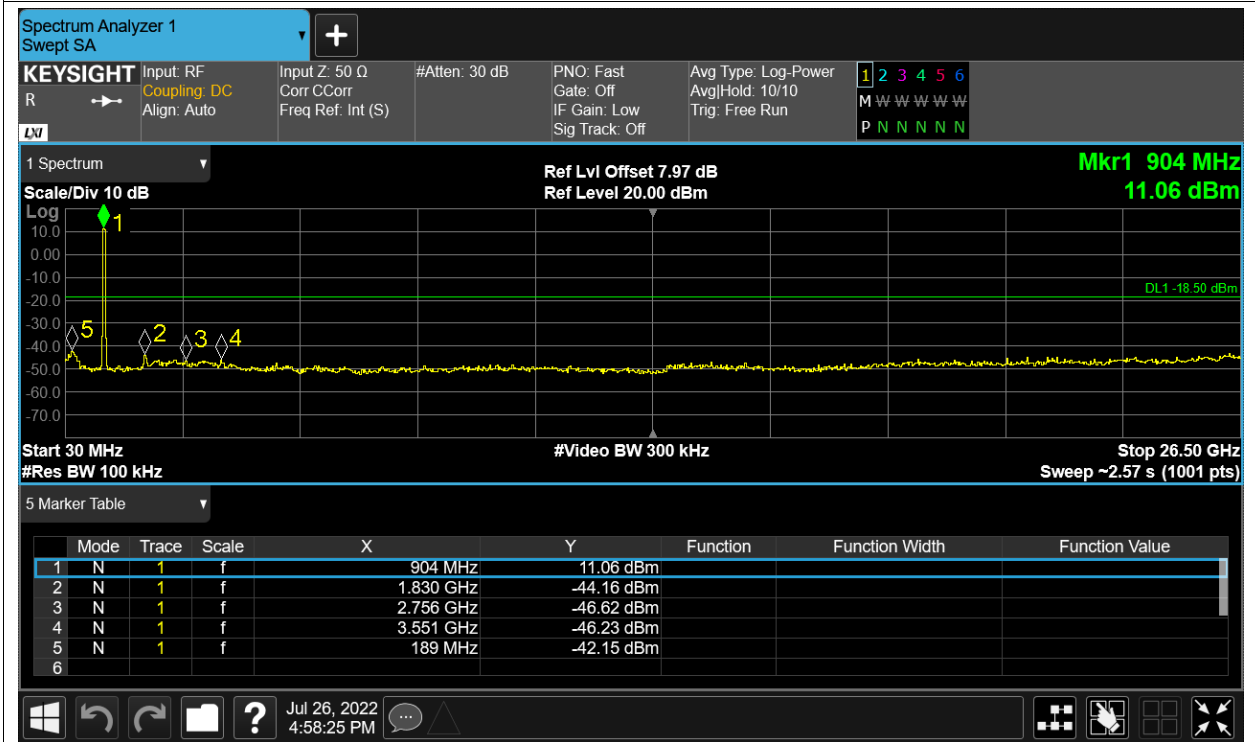 Spectrum Analyzer 1
Swept SA
+
KEYSIGHT
R
LXI
Input: RF
Coupling: DC
Align: Auto
Input Z: 50 Ω
Corr CCorr
Freq Ref: Int (S)
#Atten: 30 dB
PNO: Fast
Gate: Off
IF Gain: Low
Sig Track: Off
Avg Type: Log-Power
Avg|Hold: 10/10
Trig: Free Run
1 2 3 4 5 6
M W W W W W
P N N N N N
1 Spectrum
Scale/Div 10 dB
Ref Lvl Offset 7.97 dB
Ref Level 20.00 dBm
Mkr1 904 MHz
11.06 dBm
Log
10.0
0.00
-10.0
-20.0
-30.0
-40.0
-50.0
-60.0
-70.0
1
5 2 3 4
DL1 -18.50 dBm
Start 30 MHz #Video BW 300 kHz Stop 26.50 GHz
#Res BW 100 kHz Sweep ~2.57 s (1001 pts)
5 Marker Table
Mode Trace Scale X Y Function Function Width Function Value
1 N 1 f 904 MHz 11.06 dBm
2 N 1 f 1.830 GHz -44.16 dBm
3 N 1 f 2.756 GHz -46.62 dBm
4 N 1 f 3.551 GHz -46.23 dBm
5 N 1 f 189 MHz -42.15 dBm
6
?
Jul 26, 2022
4:58:25 PM